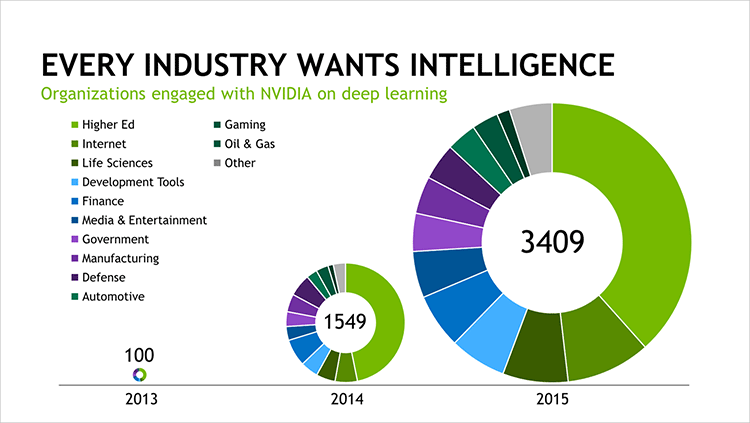 EVERY INDUSTRY WANTS INTELLIGENCE
Organizations engaged with NVIDIA on deep learning
Higher Ed
Internet
Life Sciences
Development Tools
Finance
Media & Entertainment
Government
Manufacturing
Defense
Automotive
Gaming
Oil & Gas
Other
100
1549
3409
2013
2014
2015